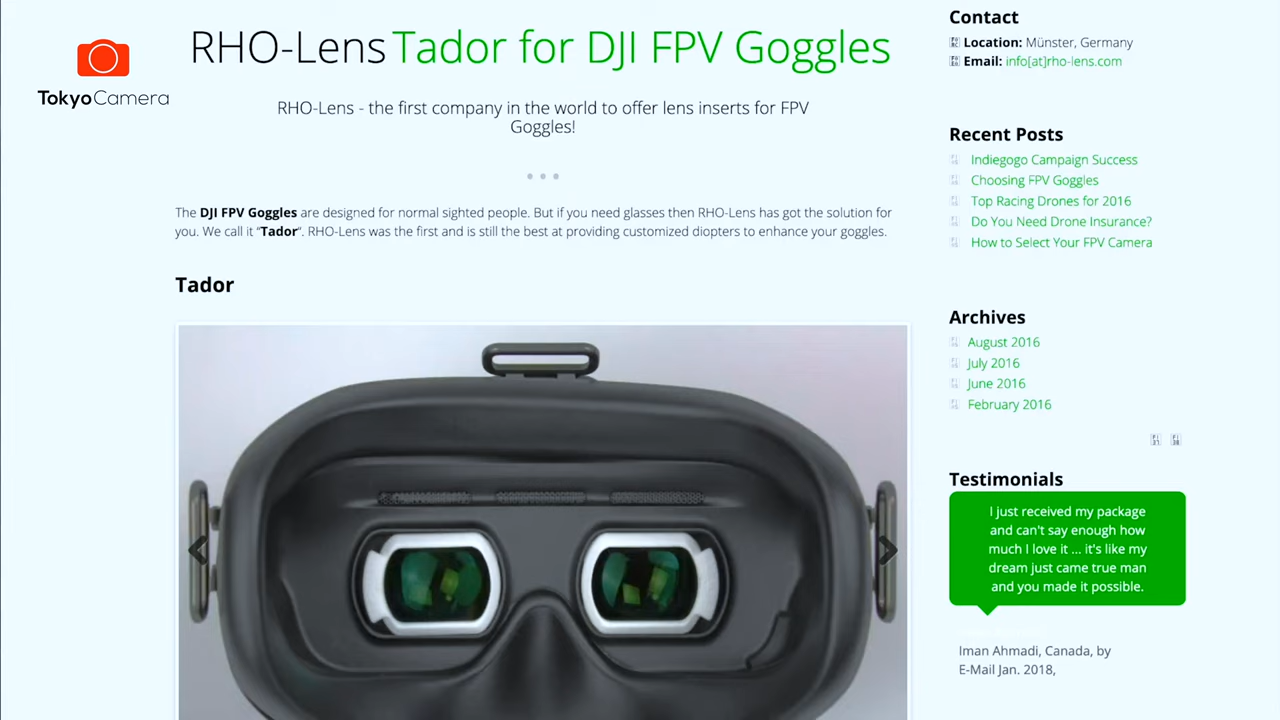 TokyoCamera
RHO-Lens Tador for DJI FPV Goggles
RHO-Lens - the first company in the world to offer lens inserts for FPV
Goggles!
The DJI FPV Goggles are designed for normal sighted people. But if you need glasses then RHO-Lens has got the solution for
you. We call it “Tador“. RHO-Lens was the first and is still the best at providing customized diopters to enhance your goggles.
Tador
Contact
Location: Münster, Germany
Email: info[at]rho-lens.com
Recent Posts
Indiegogo Campaign Success
Choosing FPV Goggles
Top Racing Drones for 2016
Do You Need Drone Insurance?
How to Select Your FPV Camera
Archives
August 2016
July 2016
June 2016
February 2016
Testimonials
I just received my package
and can't say enough how
much I love it ... it's like my
dream just came true man
and you made it possible.
Iman Ahmadi, Canada, by
E-Mail Jan. 2018,